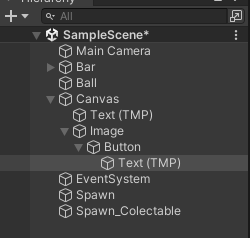 Hierarchy
All
SampleScene*
Main Camera
Bar
Ball
Canvas
Text (TMP)
Image
Button
Text (TMP)
EventSystem
Spawn
Spawn_Colectable